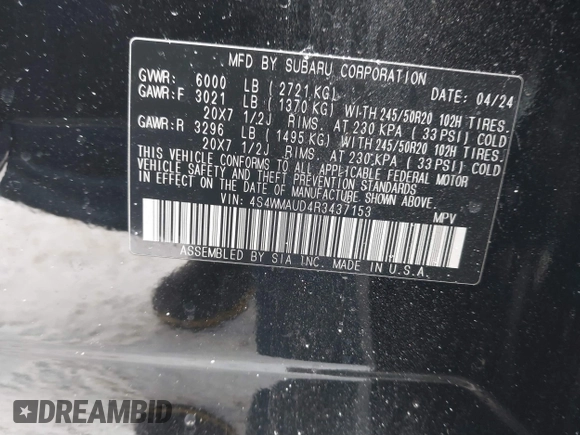 MFD BY SUBARU CORPORATION
04/24
GVWR: 6000 LB ( 2721 KG)
GAWR: F 3021 LB ( 1370 KG) WITH 245/50R20 102H TIRES.
20X7 1/2J RIMS. AT 230 KPA ( 33 PSI) COLD
GAWR: R 3296 LB ( 1495 KG) WITH 245/50R20 102H TIRES.
20X7 1/2J RIMS. AT 230 KPA ( 33 PSI) COLD
THIS VEHICLE CONFORMS TO ALL APPLICABLE FEDERAL MOTOR
VEHICLE SAFETY AND THEFT PREVENTION STANDARDS
IN EFFECT ON THE DATE OF MANUFACTURE SHOWN ABOVE.
VIN: 4S4WMAUD4R3437153 MPV
ASSEMBLED BY SIA INC. MADE IN U.S.A.
DREAMBID